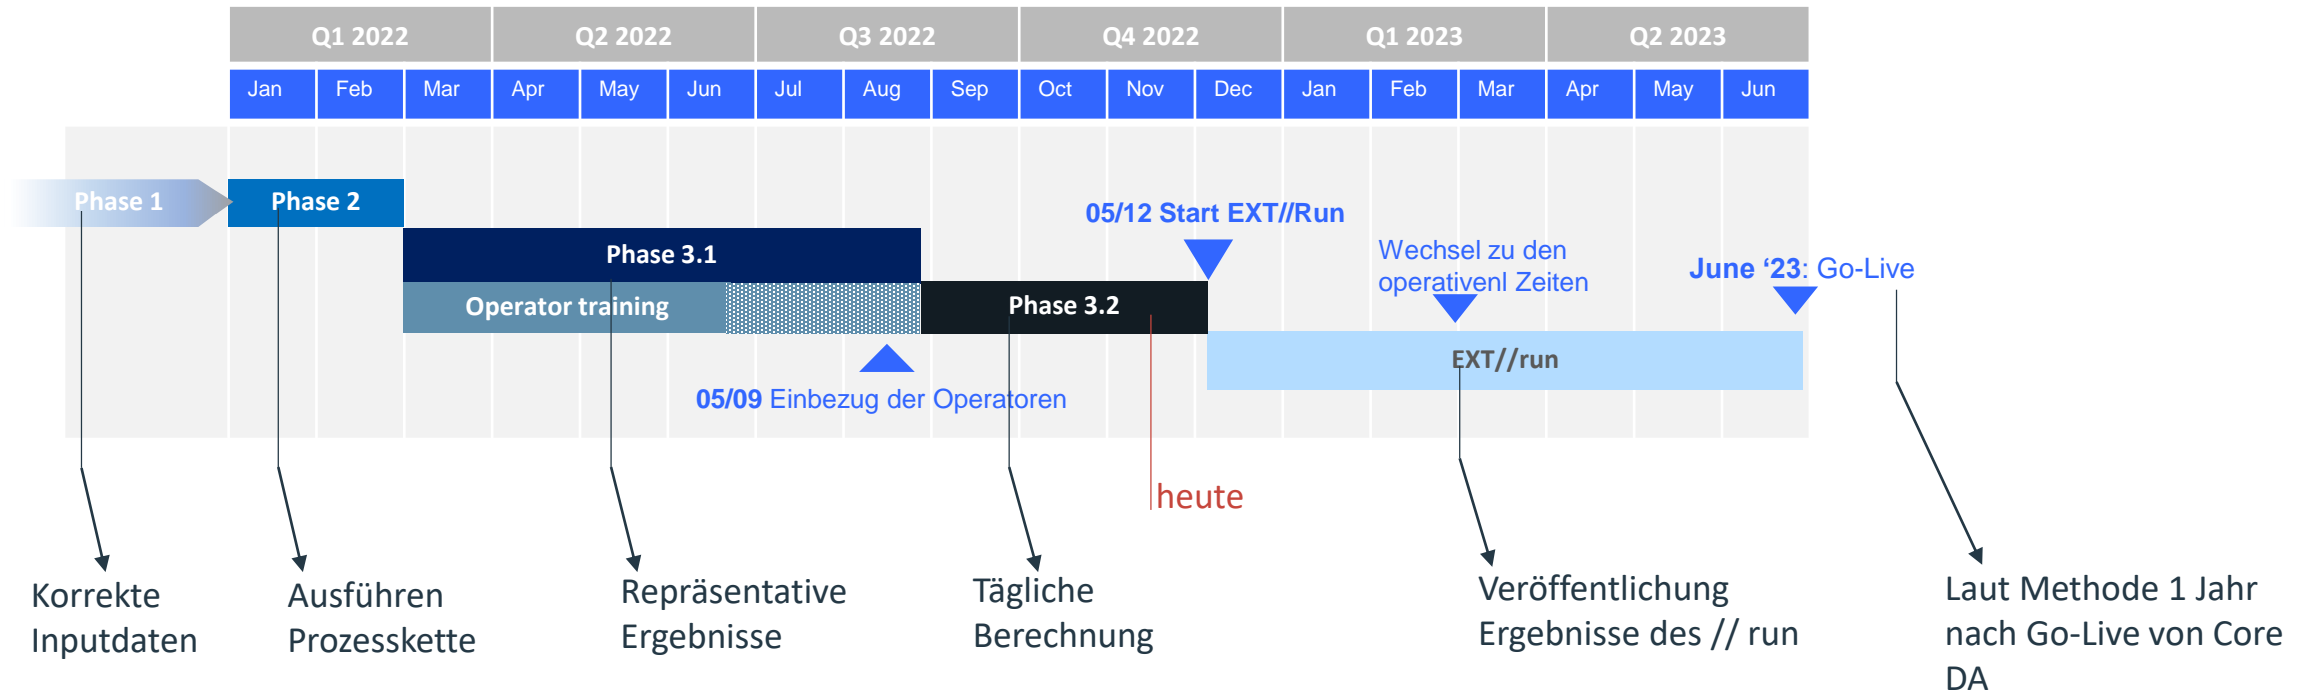 Q1 2022 Q2 2022 Q3 2022 Q4 2022 Q1 2023 Q2 2023
Jan Feb Mar Apr May Jun Jul Aug Sep Oct Nov Dec Jan Feb Mar Apr May Jun
Phase 1
Phase 2
05/12 Start EXT//Run
Phase 3.1
Wechsel zu den
operativenl Zeiten
June ‘23: Go-Live
Operator training
Phase 3.2
EXT//run
05/09 Einbezug der Operatoren
heute
Korrekte
Inputdaten
Ausführen
Prozesskette
Repräsentative
Ergebnisse
Tägliche
Berechnung
Veröffentlichung
Ergebnisse des // run
Laut Methode 1 Jahr
nach Go-Live von Core
DA